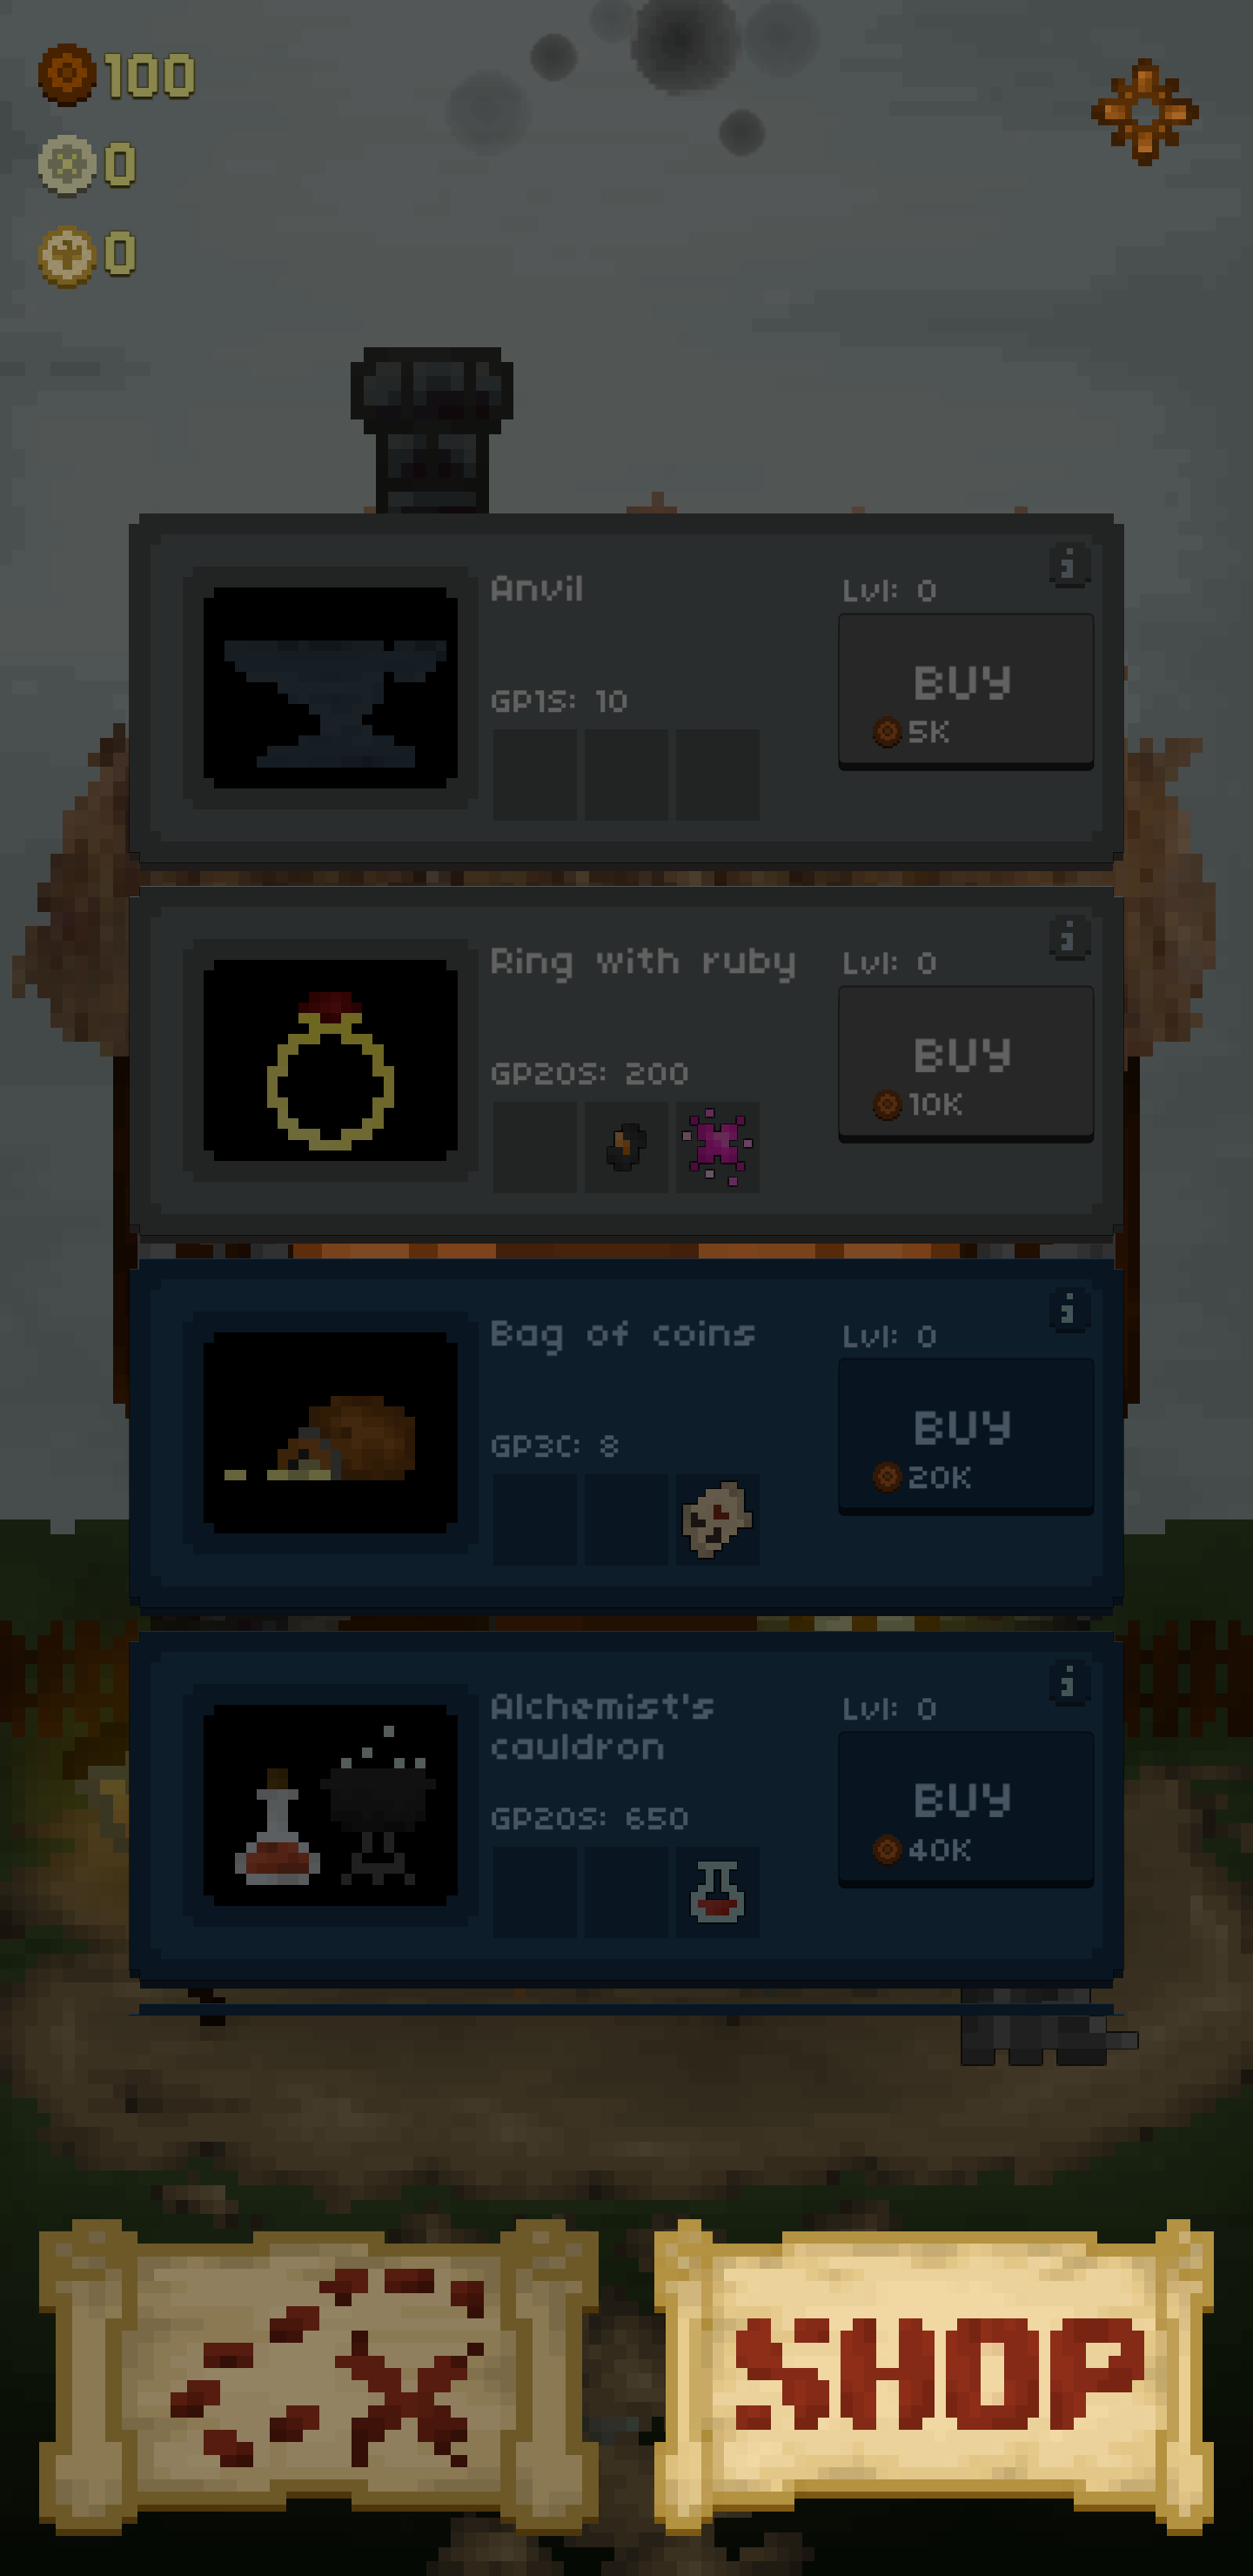 100
0
0
Anvil
Lvl: 0
GP1S: 10
BUY
5K
Ring with ruby
Lvl: 0
GP20S: 200
BUY
10K
Bag of coins
Lvl: 0
GP3C: 8
BUY
20K
Alchemist's
cauldron
Lvl: 0
GP20S: 650
BUY
40K
SHOP